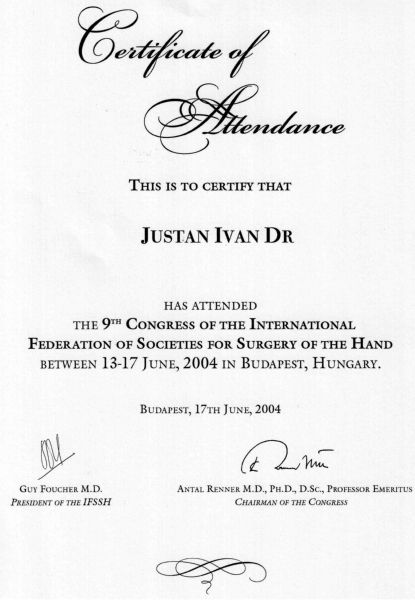 Certificate of
Attendance
THIS IS TO CERTIFY THAT
JUSTAN IVAN DR
HAS ATTENDED
THE 9TH CONGRESS OF THE INTERNATIONAL
FEDERATION OF SOCIETIES FOR SURGERY OF THE HAND
BETWEEN 13-17 JUNE, 2004 IN BUDAPEST, HUNGARY.
BUDAPEST, 17TH JUNE, 2004
GUY FOUCHER M.D.
PRESIDENT OF THE IFSSH
ANTAL RENNER M.D., PH.D., D.SC., PROFESSOR EMERITUS
CHAIRMAN OF THE CONGRESS